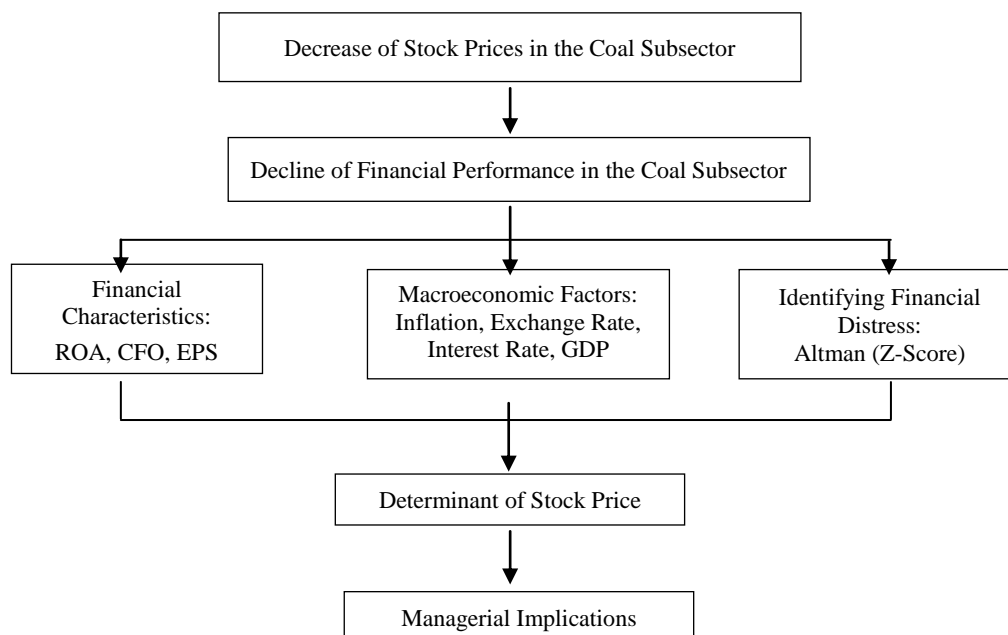 Decrease of Stock Prices in the Coal Subsector
Decline of Financial Performance in the Coal Subsector
Financial
Characteristics:
ROA, CFO, EPS
Macroeconomic Factors:
Inflation, Exchange Rate,
Interest Rate, GDP
Identifying Financial
Distress:
Altman (Z-Score)
Determinant of Stock Price
Managerial Implications